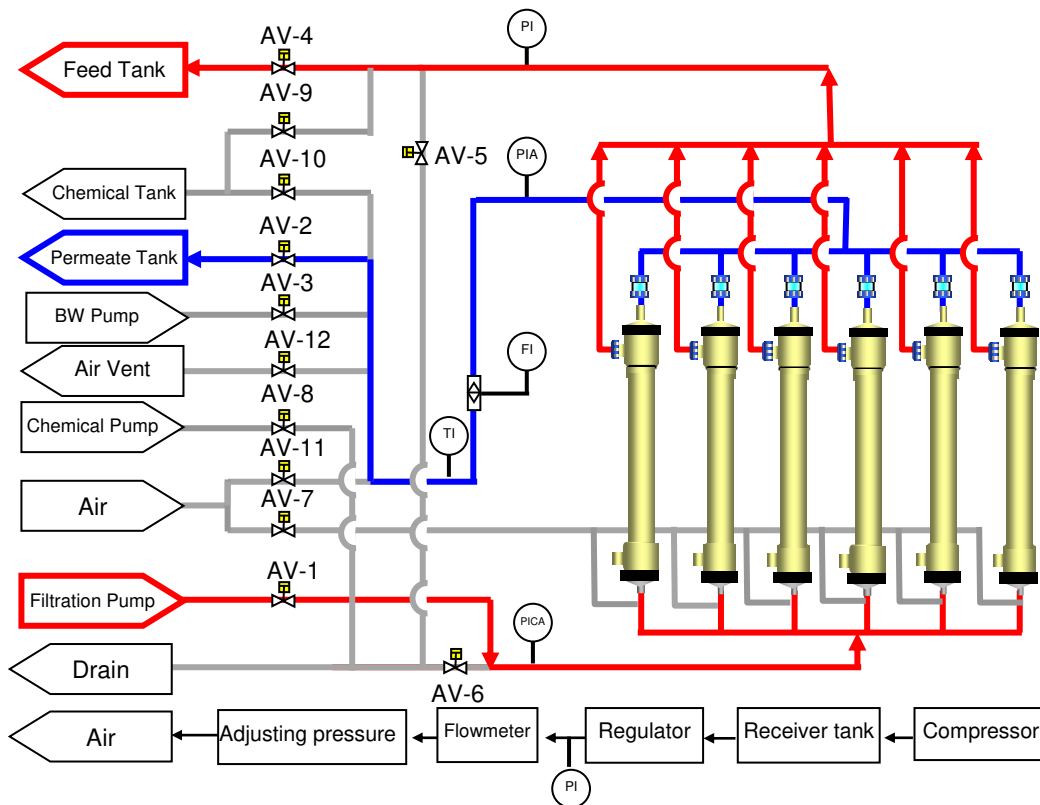 AV-4
PI
Feed Tank
AV-9
AV-10
AV-5
PIA
Chemical Tank
AV-2
Permeate Tank
AV-3
BW Pump
AV-12
Air Vent
FI
AV-8
Chemical Pump
TI
AV-11
AV-7
Air
AV-1
Filtration Pump
PICA
Drain
AV-6
Air
Adjusting pressure
Flowmeter
Regulator
Receiver tank
Compressor
PI